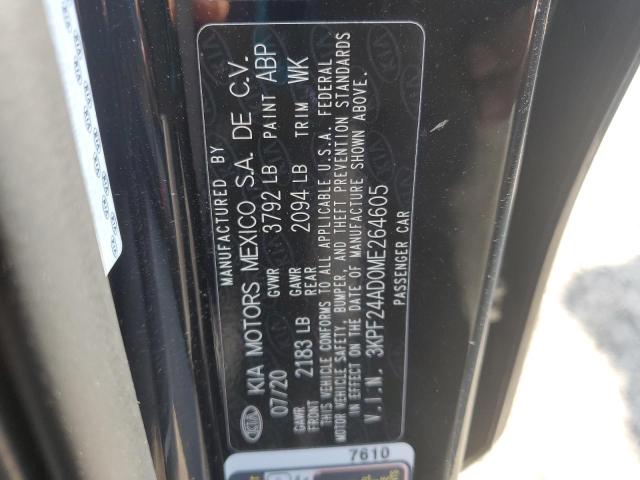 MANUFACTURED BY
KIA KIA MOTORS MEXICO S.A. DE C.V.
07/20 GVWR 3792 LB PAINT ABP
GAWR FRONT 2183 LB GAWR REAR 2094 LB TRIM WK
THIS VEHICLE CONFORMS TO ALL APPLICABLE U.S.A. FEDERAL
MOTOR VEHICLE SAFETY, BUMPER, AND THEFT PREVENTION STANDARDS
IN EFFECT ON THE DATE OF MANUFACTURE SHOWN ABOVE.
V.I.N. 3KPF24AD0ME264605
PASSENGER CAR
7610